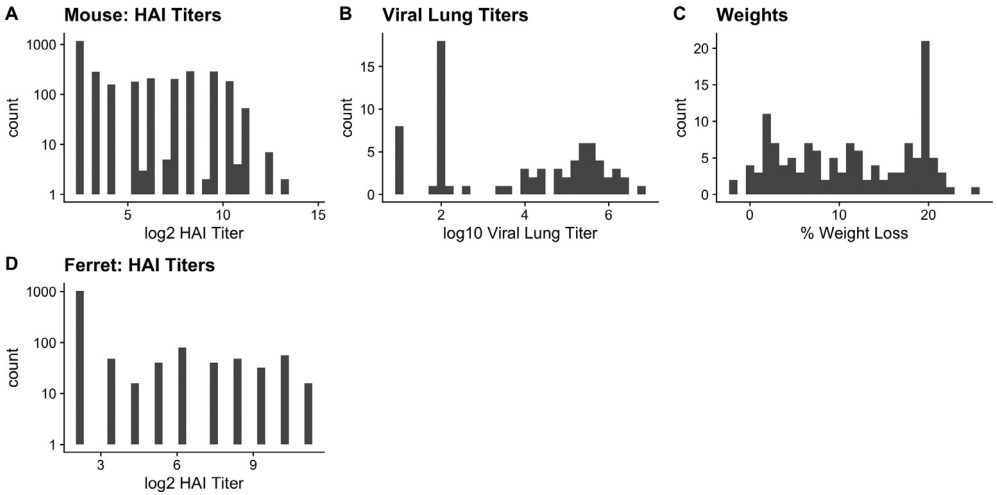 A Mouse: HAI Titers
count
1000
100
10
1
5 10 15
log2 HAI Titer
B Viral Lung Titers
count
15
10
5
0
2 4 6
log10 Viral Lung Titer
C Weights
count
20
15
10
5
0
0 10 20
% Weight Loss
D Ferret: HAI Titers
count
1000
100
10
1
3 6 9
log2 HAI Titer